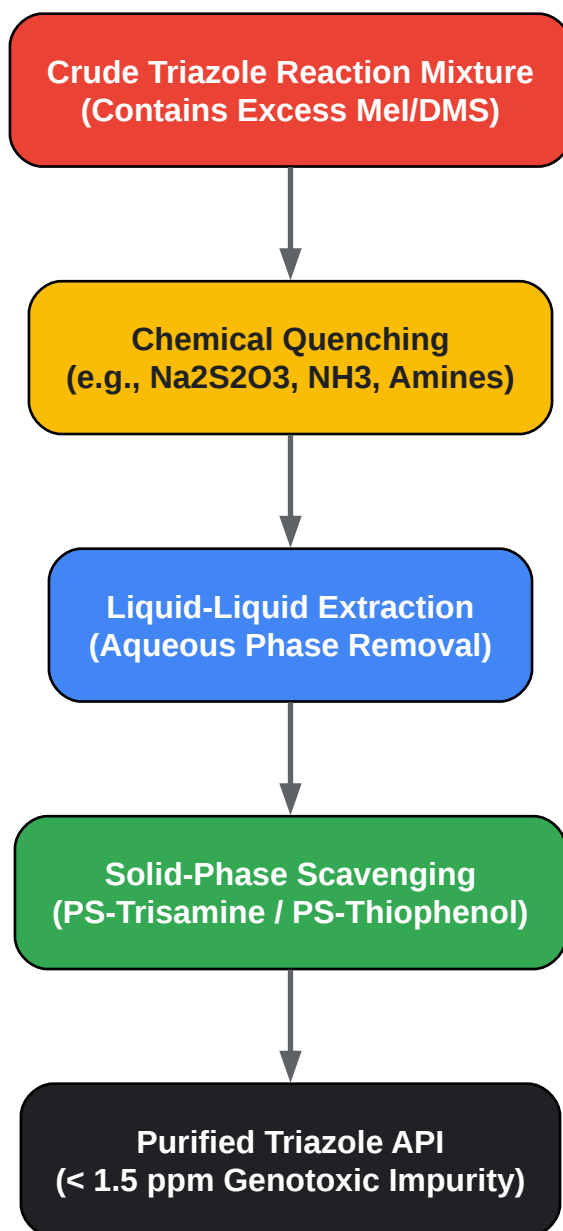 Crude Triazole Reaction Mixture
(Contains Excess MeI/DMS)
Chemical Quenching
(e.g., Na2S2O3, NH3, Amines)
Liquid-Liquid Extraction
(Aqueous Phase Removal)
Solid-Phase Scavenging
(PS-Trisamine / PS-Thiophenol)
Purified Triazole API
(< 1.5 ppm Genotoxic Impurity)